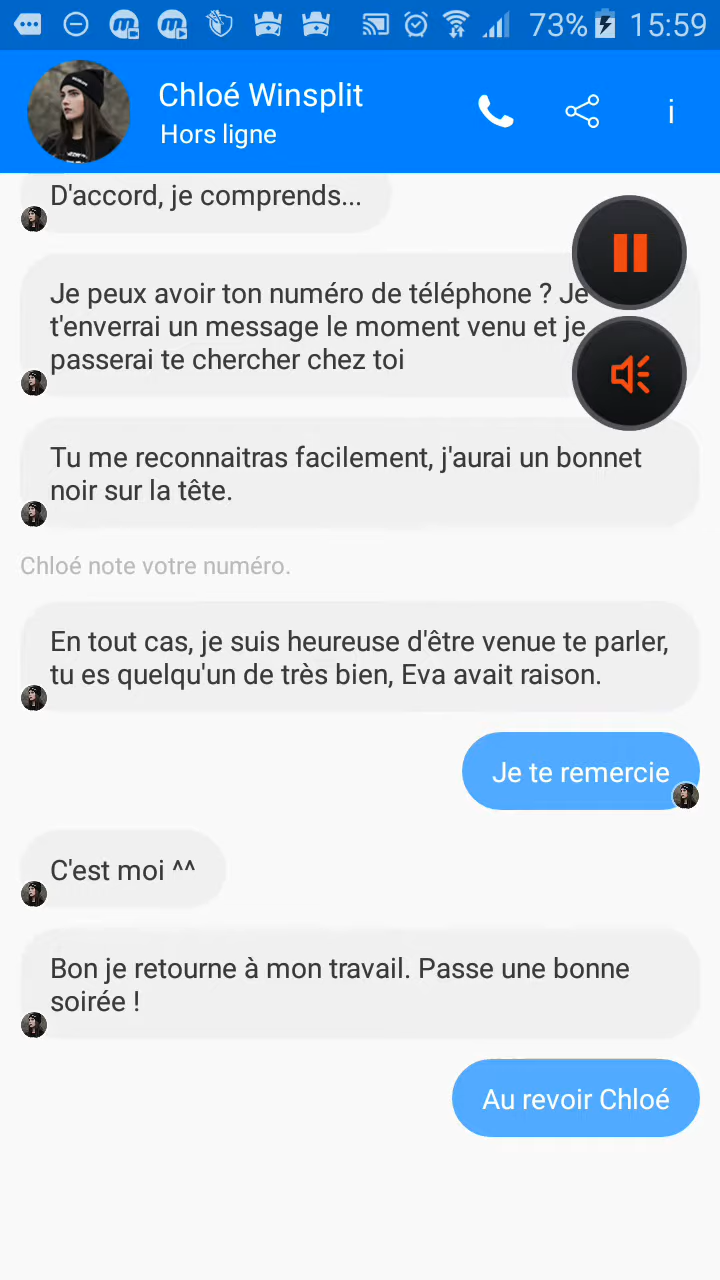 73% 15:59
Chloé Winsplit
Hors ligne
i
D'accord, je comprends...
Je peux avoir ton numéro de téléphone ? Je
t'enverrai un message le moment venu et je
passerai te chercher chez toi
Tu me reconnaitras facilement, j'aurai un bonnet
noir sur la tête.
Chloé note votre numéro.
En tout cas, je suis heureuse d'être venue te parler,
tu es quelqu'un de très bien, Eva avait raison.
Je te remercie
C'est moi ^^
Bon je retourne à mon travail. Passe une bonne
soirée !
Au revoir Chloé